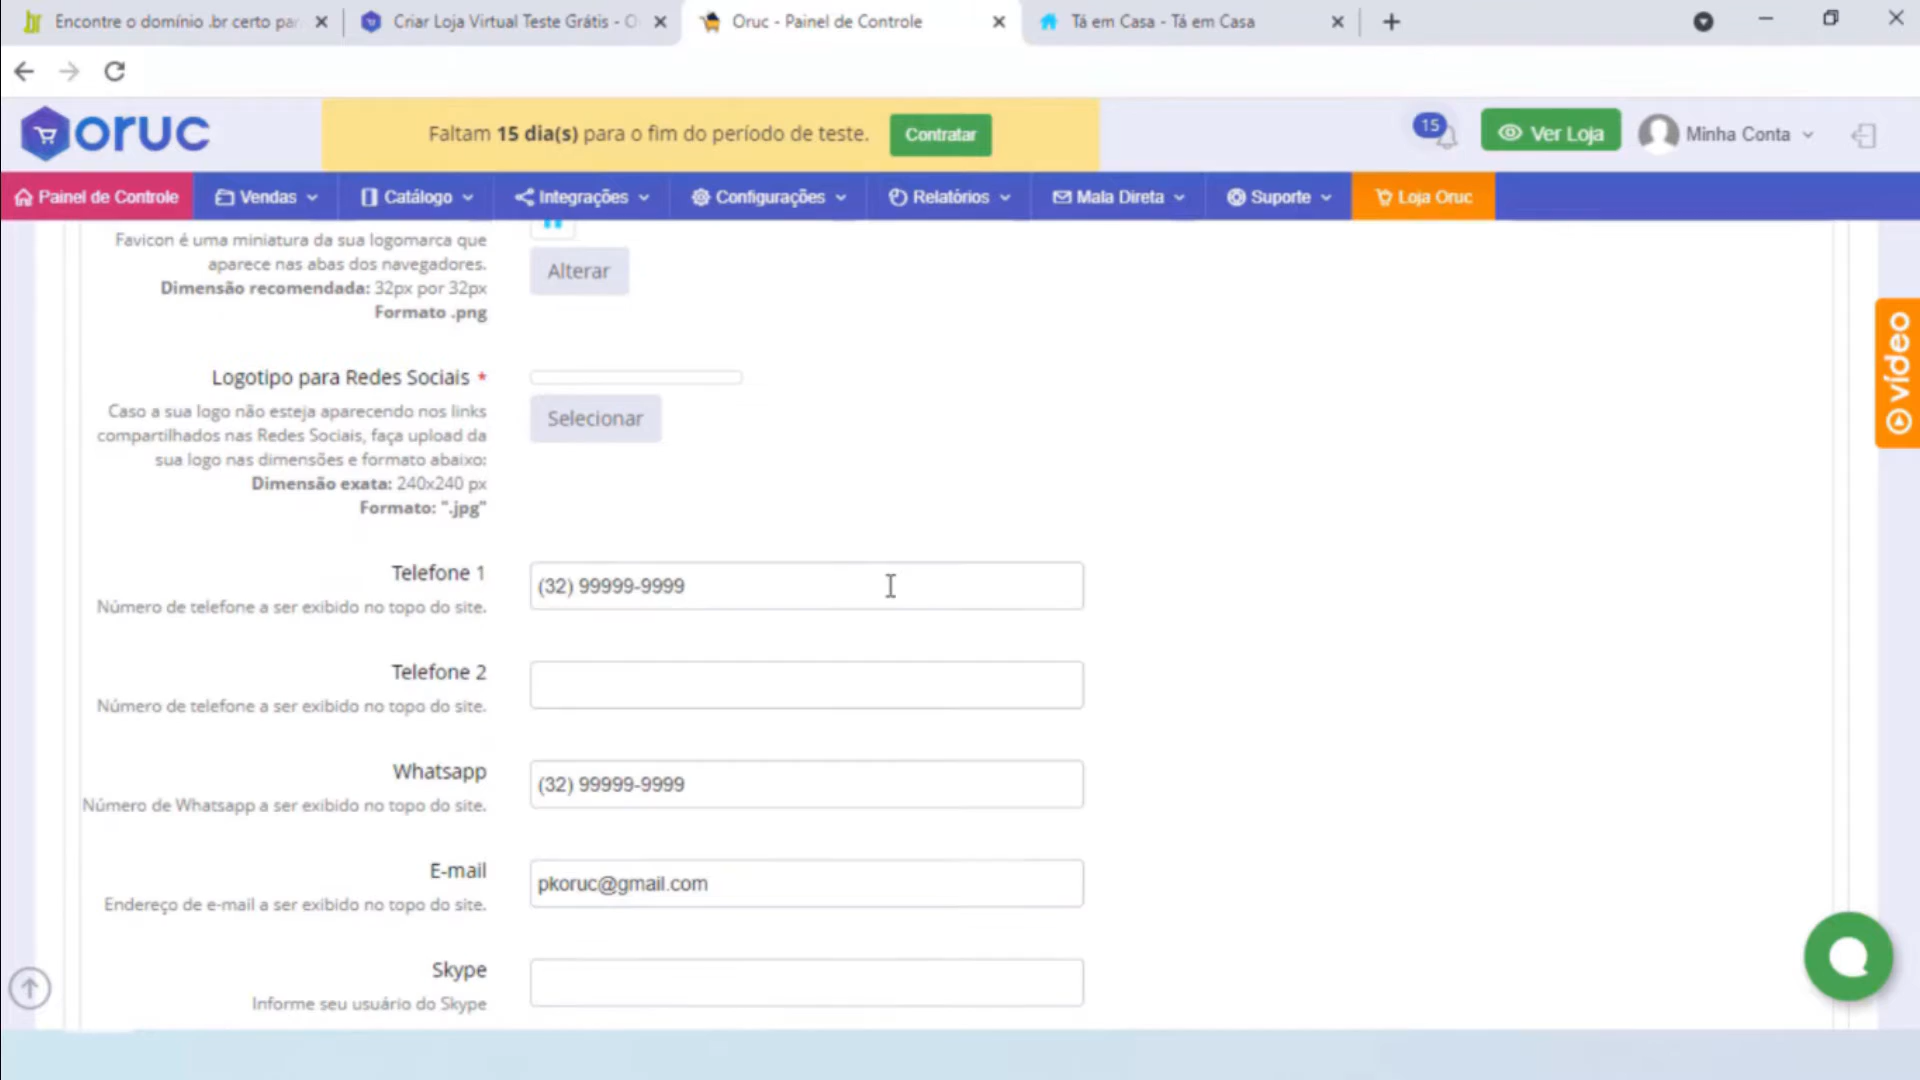 Encontre o domínio .br certo par
Criar Loja Virtual Teste Grátis - O
Oruc - Painel de Controle
Tá em Casa - Tá em Casa
oruc
Faltam 15 dia(s) para o fim do período de teste.
Contratar
15
Ver Loja
Minha Conta
Painel de Controle
Vendas
Catálogo
Integrações
Configurações
Relatórios
Mala Direta
Suporte
Loja Oruc
Favicon é uma miniatura da sua logomarca que
aparece nas abas dos navegadores.
Dimensão recomendada: 32px por 32px
Formato .png
Alterar
Logotipo para Redes Sociais *
Caso a sua logo não esteja aparecendo nos links
compartilhados nas Redes Sociais, faça upload da
sua logo nas dimensões e formato abaixo:
Dimensão exata: 240x240 px
Formato: ".jpg"
Selecionar
vídeo
Telefone 1
Número de telefone a ser exibido no topo do site.
(32) 99999-9999
Telefone 2
Número de telefone a ser exibido no topo do site.
Whatsapp
Número de Whatsapp a ser exibido no topo do site.
(32) 99999-9999
E-mail
Endereço de e-mail a ser exibido no topo do site.
pkoruc@gmail.com
Skype
Informe seu usuário do Skype